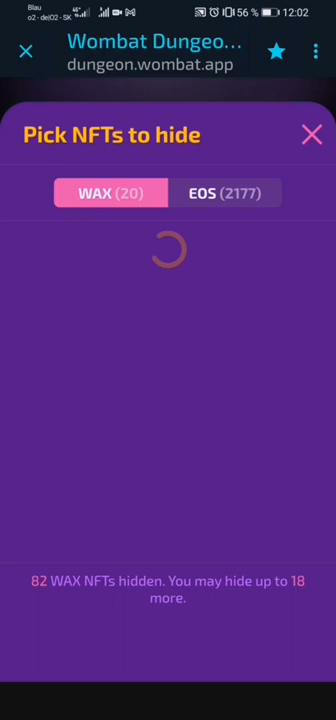 Blau
o2 - de|O2 - SK
56 %
12:02
Wombat Dungeo...
dungeon.wombat.app
Pick NFTs to hide
WAX (20)
EOS (2177)
82 WAX NFTs hidden. You may hide up to 18
more.